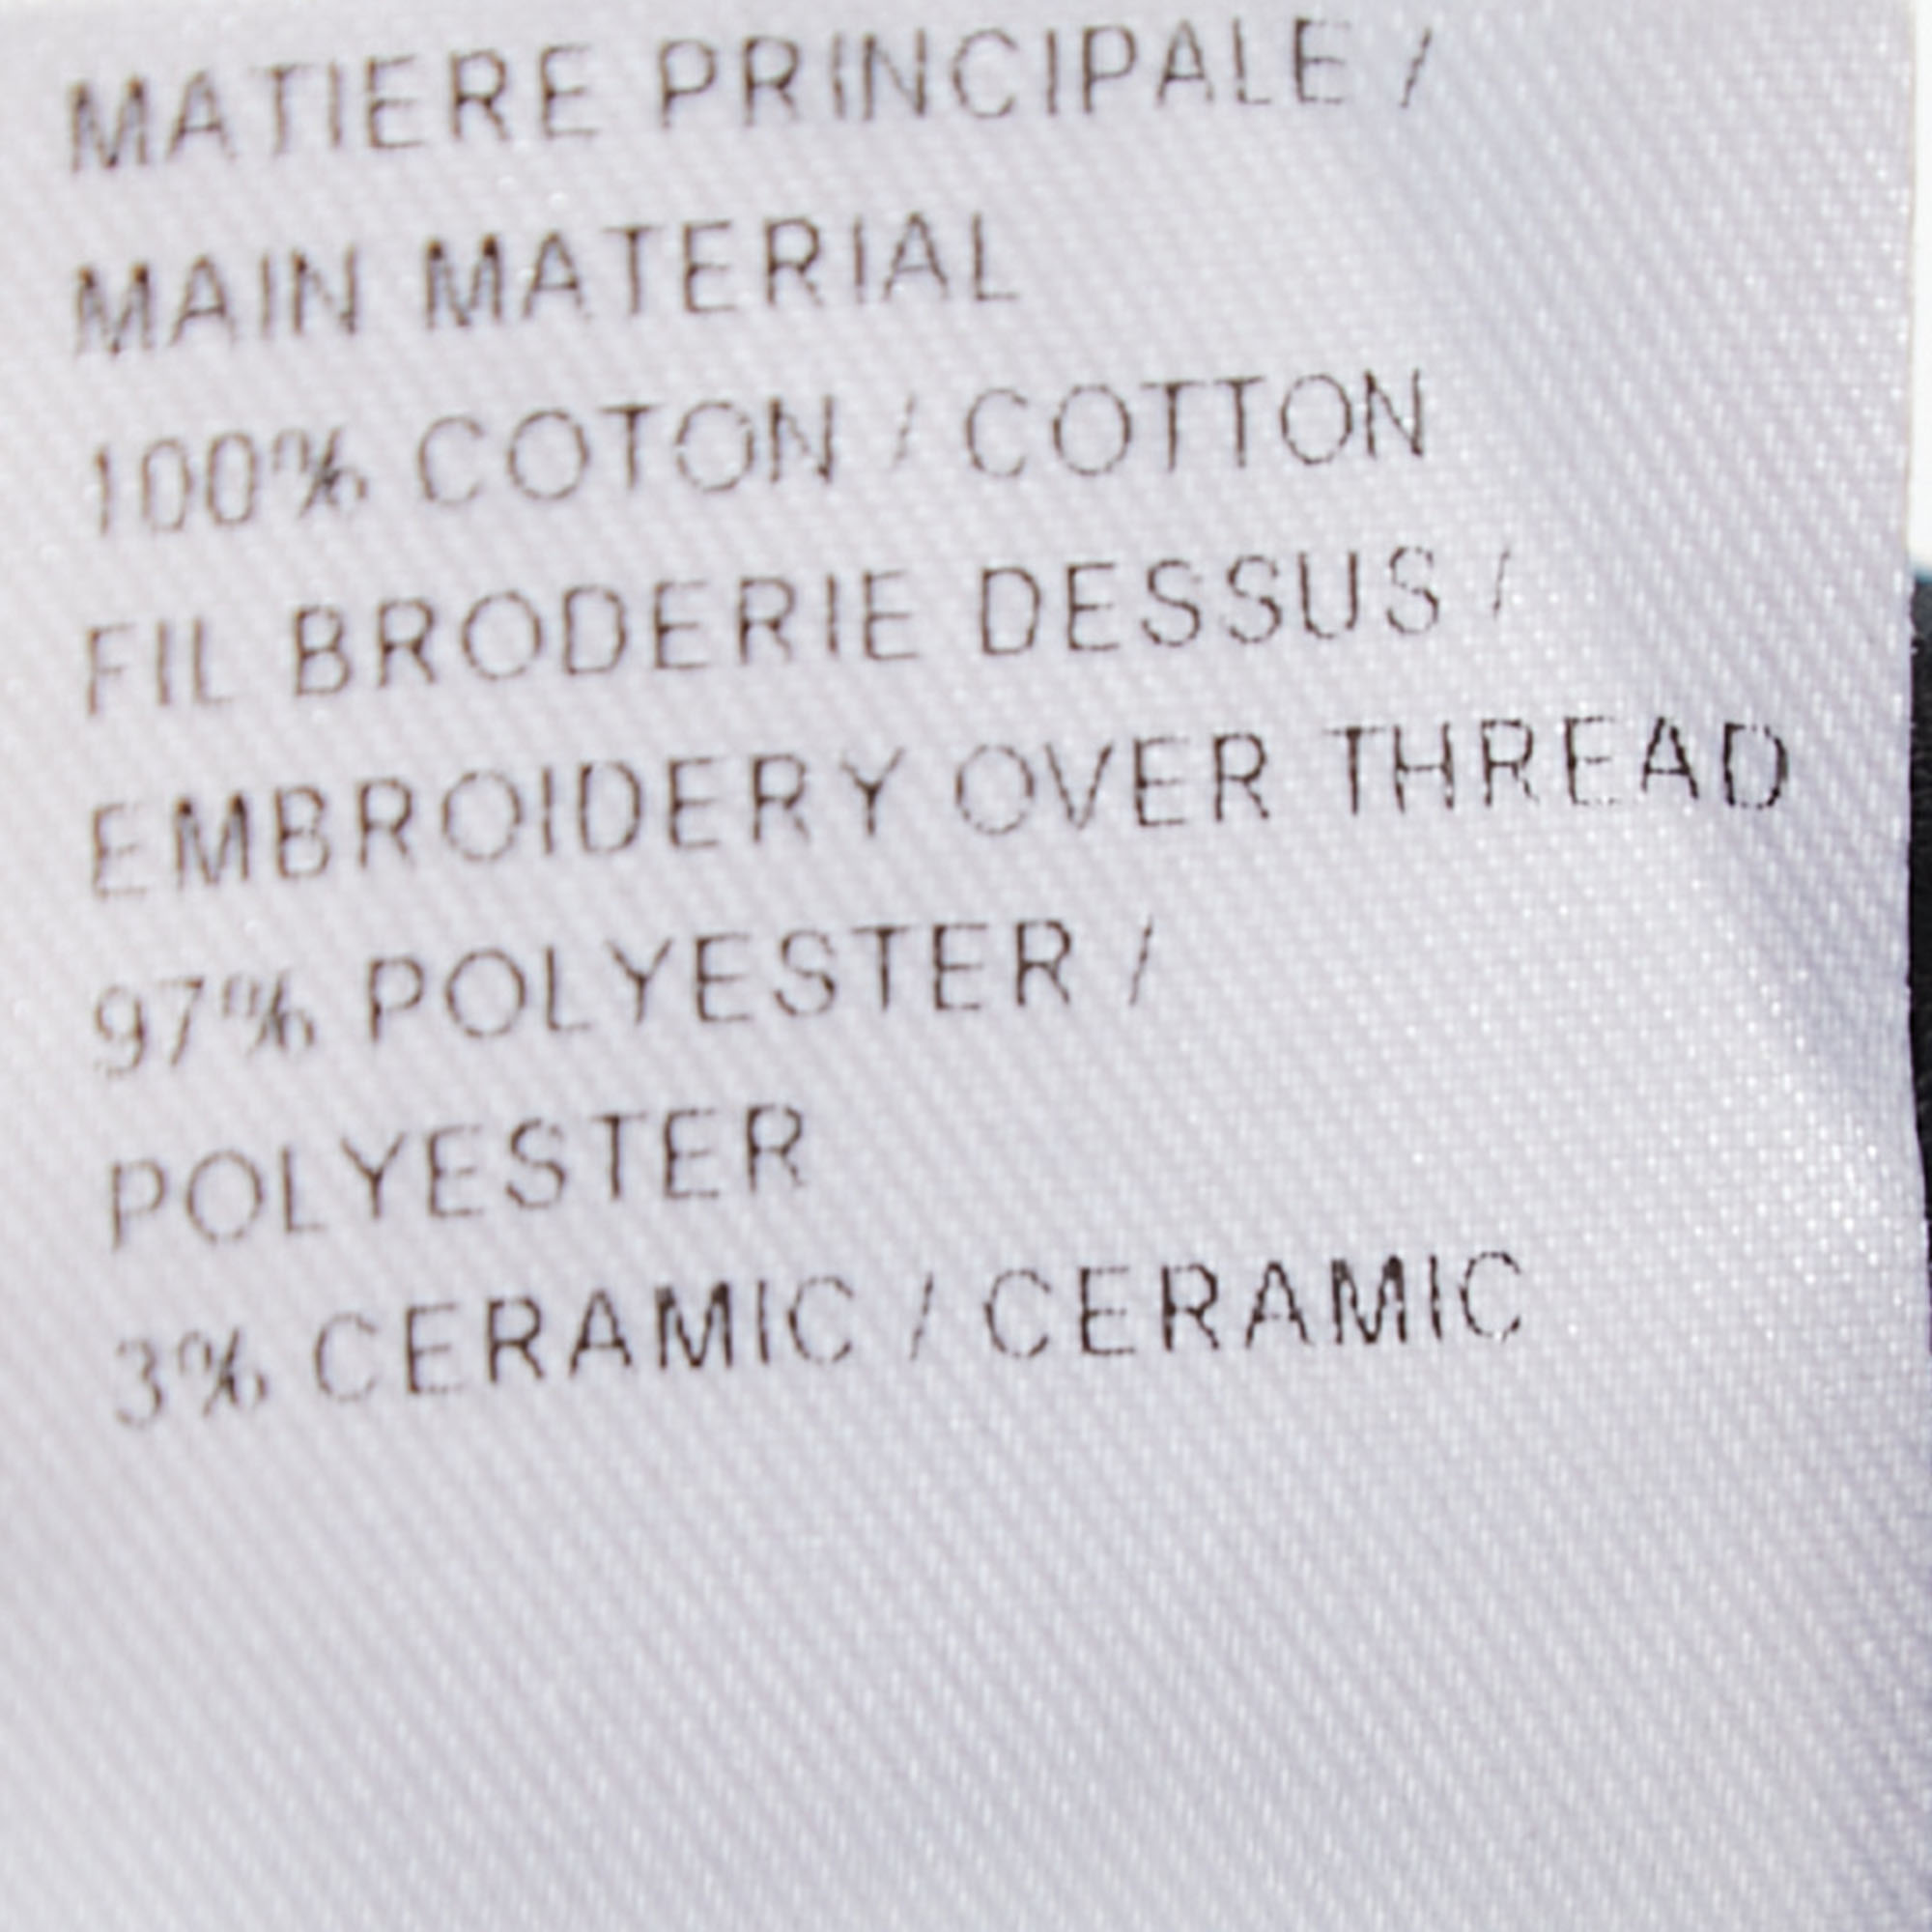 MATIERE PRINCIPALE /
MAIN MATERIAL
100% COTON / COTTON
FIL BRODERIE DESSUS /
EMBROIDERY OVER THREAD
97% POLYESTER /
POLYESTER
3% CERAMIC / CERAMIC